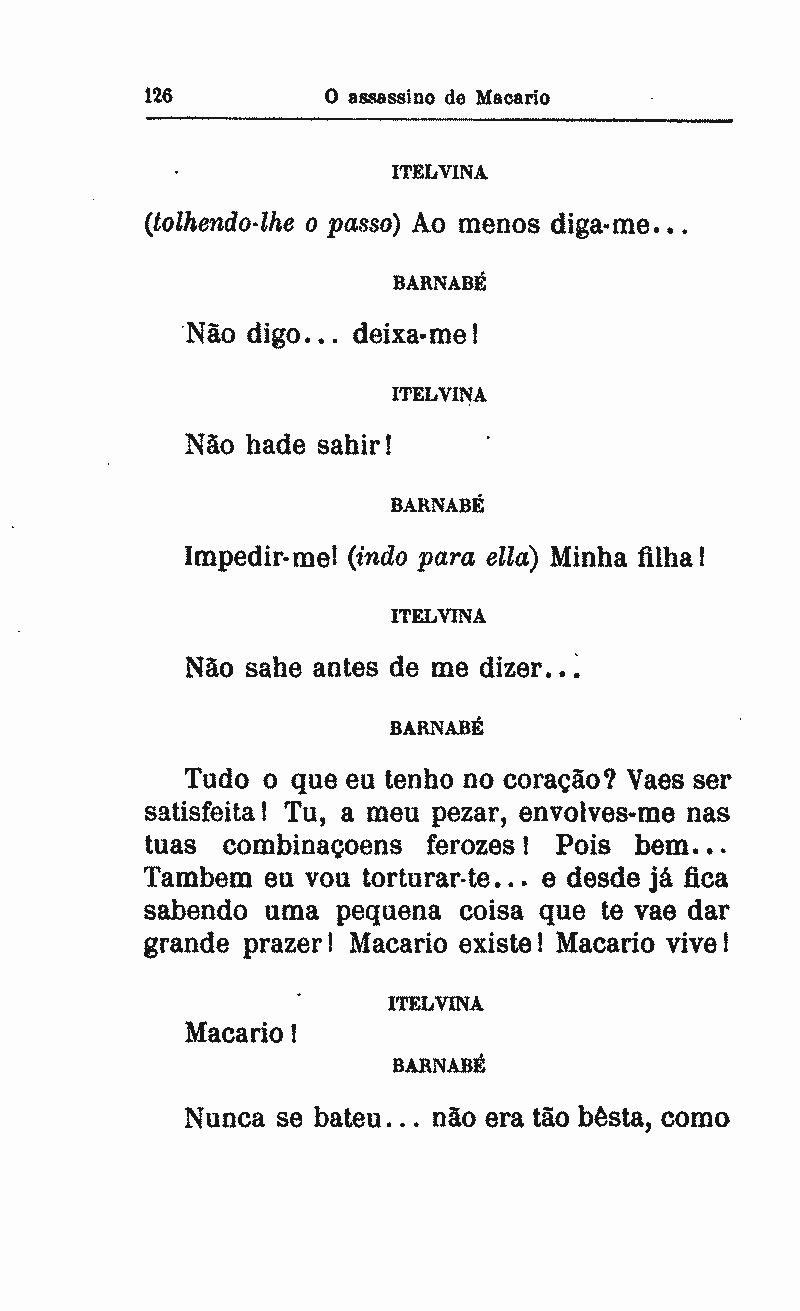 126 O assassino de Macario
ITELVINA
(tolhendo-lhe o passo) Ao menos diga-me...
BARNABÉ
Não digo... deixa-me!
ITELVINA
Não hade sahir!
BARNABÉ
Impedir-me! (indo para ella) Minha filha!
ITELVINA
Não sahe antes de me dizer...
BARNABÉ
Tudo o que eu tenho no coração? Vaes ser
satisfeita! Tu, a meu pezar, envolves-me nas
tuas combinaçoens ferozes! Pois bem...
Tambem eu vou torturar-te... e desde já fica
sabendo uma pequena coisa que te vae dar
grande prazer! Macario existe! Macario vive!
ITELVINA
Macario!
BARNABÉ
Nunca se bateu... não era tão bêsta, como